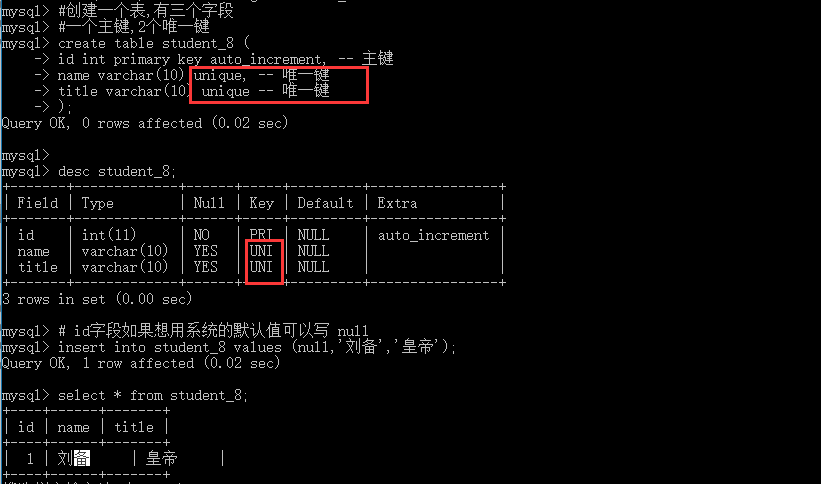 mysql> #创建一个表,有三个字段
mysql> #一个主键,2个唯一键
mysql> create table student_8 (
    -> id int primary key auto_increment, -- 主键
    -> name varchar(10) unique, -- 唯一键
    -> title varchar(10) unique -- 唯一键
    -> );
Query OK, 0 rows affected (0.02 sec)
mysql>
mysql> desc student_8;
+-------+-------------+------+-----+---------+----------------+
| Field | Type        | Null | Key | Default | Extra          |
+-------+-------------+------+-----+---------+----------------+
| id    | int(11)     | NO   | PRI | NULL    | auto_increment |
| name  | varchar(10) | YES  | UNI | NULL    |                |
| title | varchar(10) | YES  | UNI | NULL    |                |
+-------+-------------+------+-----+---------+----------------+
3 rows in set (0.00 sec)
mysql> # id字段如果想用系统的默认值可以写 null
mysql> insert into student_8 values (null,'刘备','皇帝');
Query OK, 1 row affected (0.02 sec)
mysql> select * from student_8;
+----+------+-------+
| id | name | title |
+----+------+-------+
|  1 | 刘备     | 皇帝     |
+----+------+-------+